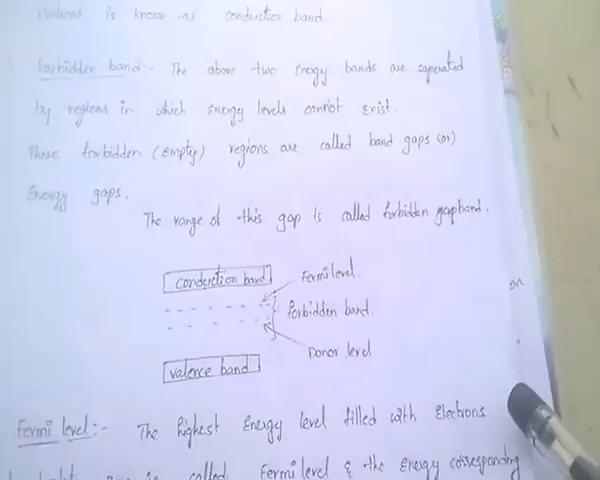 is known as conduction band
Forbidden band :- The above two Energy bands are seperated
by regions in which Energy levels cannot Exist.
These forbidden (Empty) regions are called band gaps (or)
Energy gaps.
The range of this gap is called forbidden gapband.
conduction band
Fermi level
forbidden band.
Donor level
valence band
Fermi level :- The highest Energy level filled with Electrons
is called Fermi level & the Energy corresponding